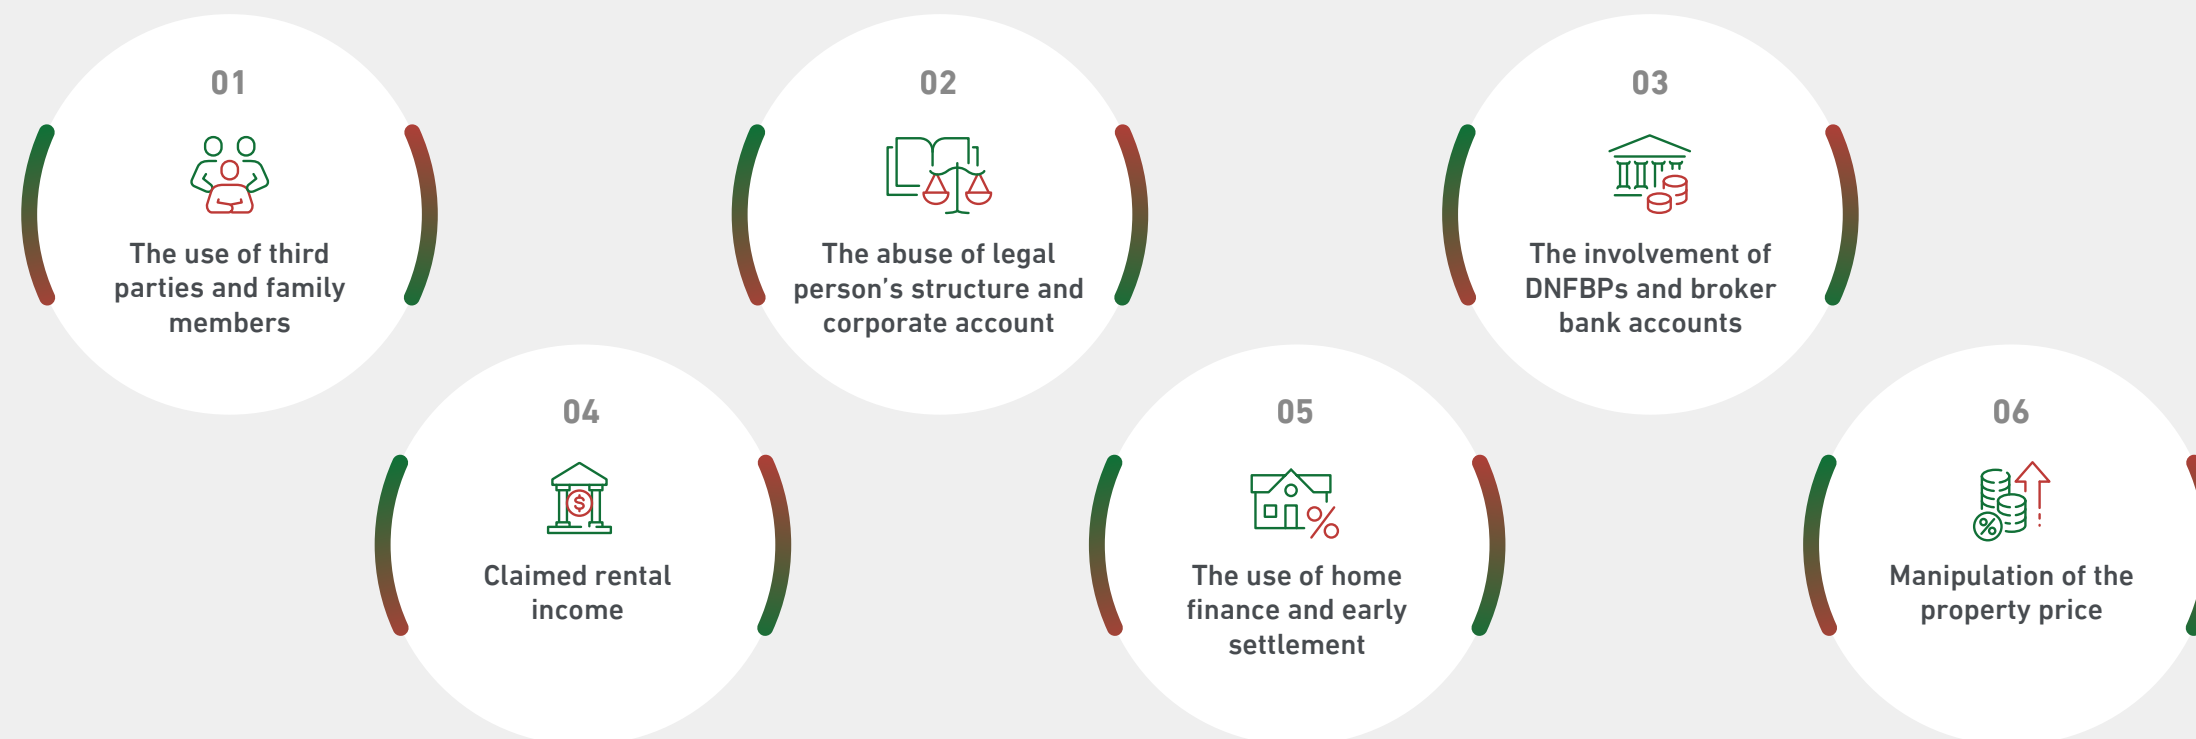 01
The use of third
parties and family
members
02
The abuse of legal
person’s structure and
corporate account
03
The involvement of
DNFBPs and broker
bank accounts
04
$
Claimed rental
income
05
%
The use of home
finance and early
settlement
06
%
Manipulation of the
property price